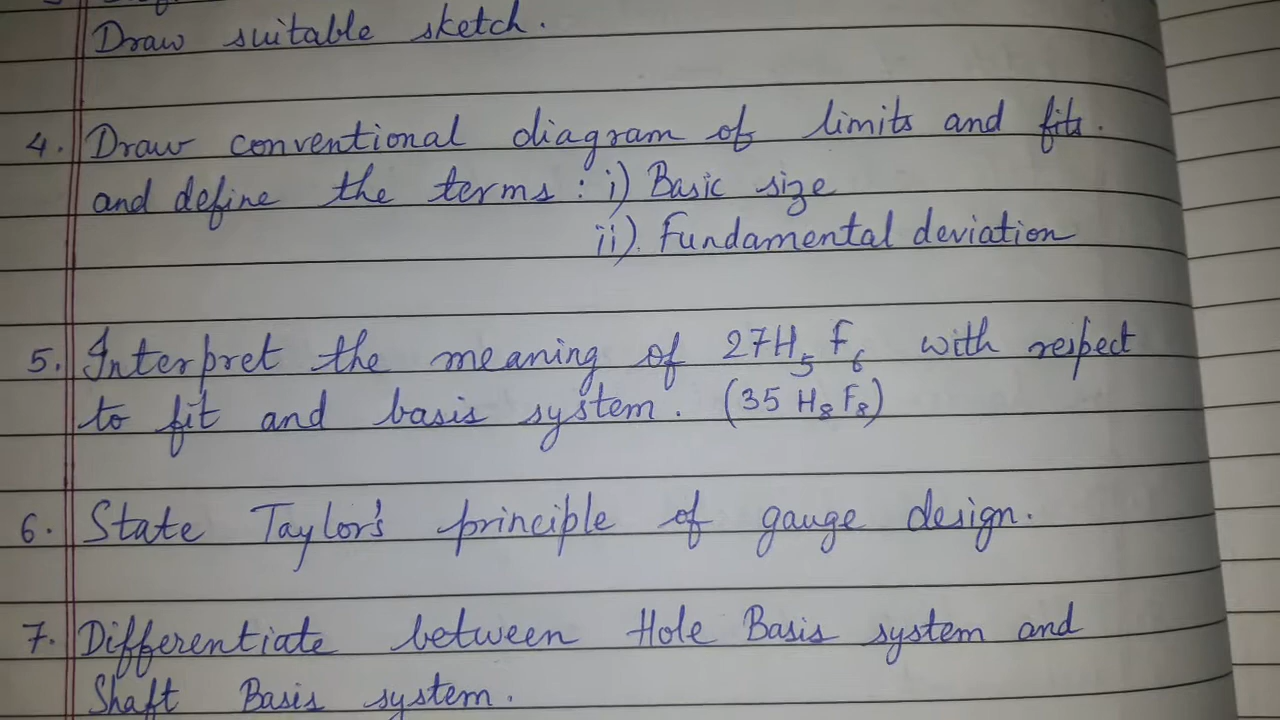 Draw suitable sketch.
4. Draw conventional diagram of limits and fits.
and define the terms : i) Basic size
ii). Fundamental deviation
5. Interpret the meaning of 27H₅ F₆ with respect
to fit and basis system. (35 H₈ F₈)
6. State Taylor's principle of gauge design.
7. Differentiate between Hole Basis system and
Shaft Basis system.